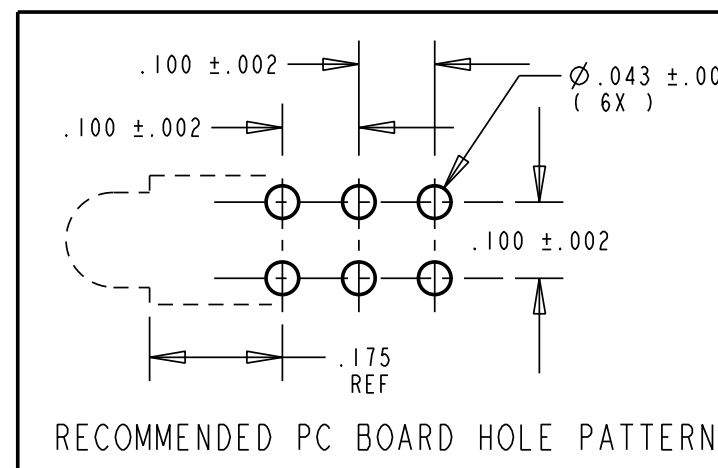 .100 ±.002
Ø.043 ±.00
( 6X )
.100 ±.002
.100 ±.002
.175
REF
RECOMMENDED PC BOARD HOLE PATTERN